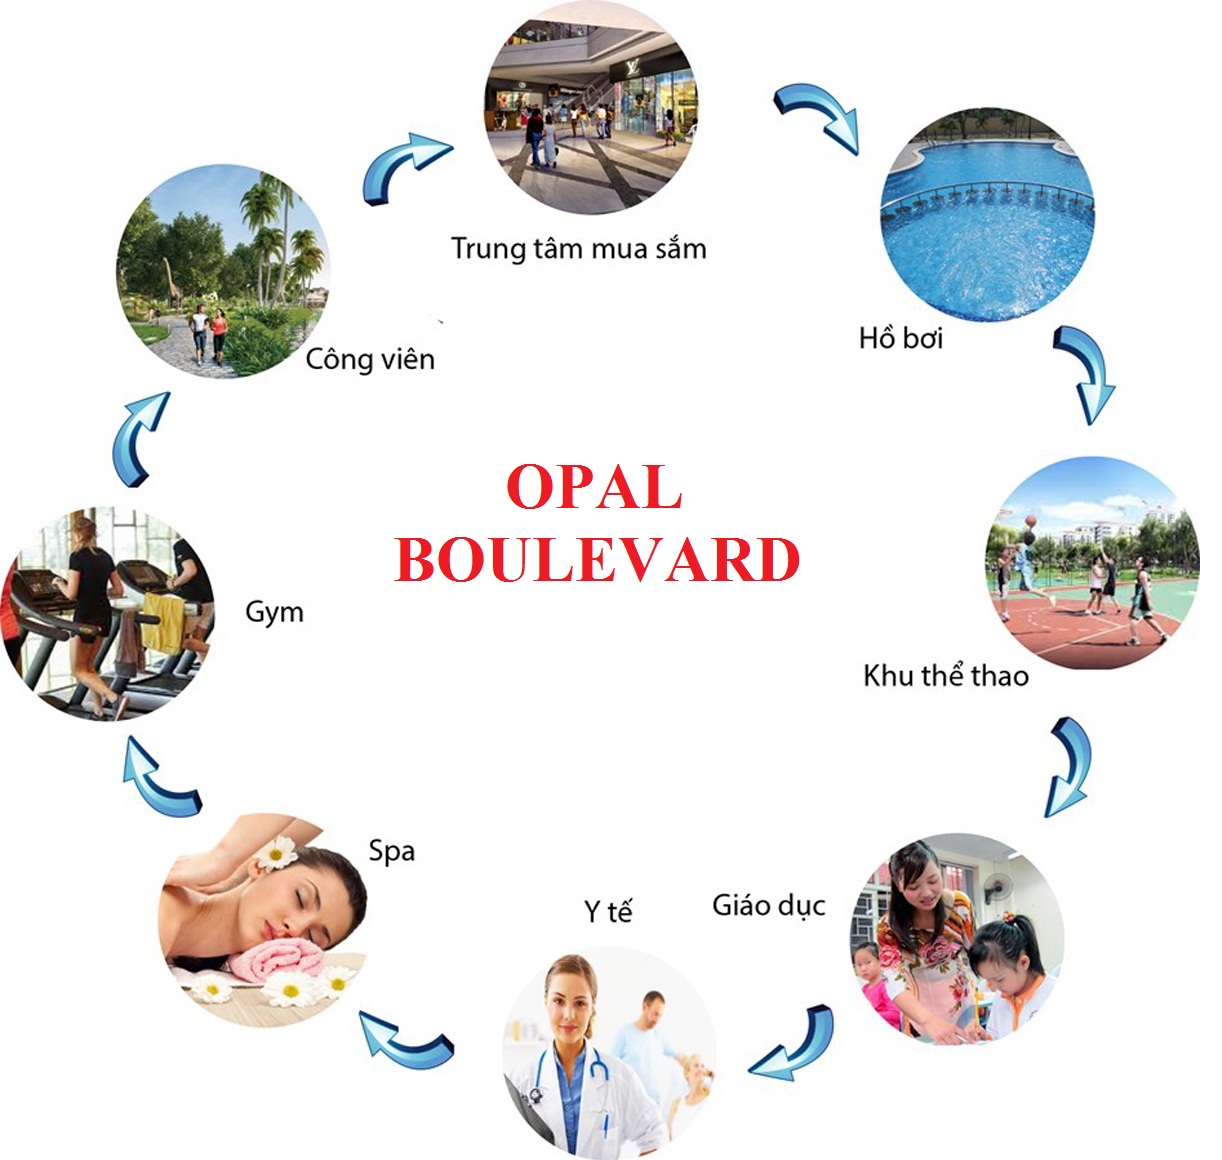 Trung tâm mua sắm
Hồ bơi
Công viên
OPAL
BOULEVARD
Gym
Khu thể thao
Spa
Y tế
Giáo dục